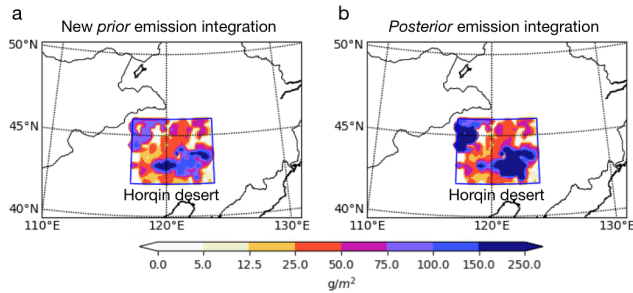 a
New prior emission integration
50°N
45°N
40°N
110°E
120°E
130°E
Horqin desert
b
Posterior emission integration
50°N
45°N
40°N
110°E
120°E
130°E
Horqin desert
0.0 5.0 12.5 25.0 50.0 75.0 100.0 150.0 250.0
g/m²